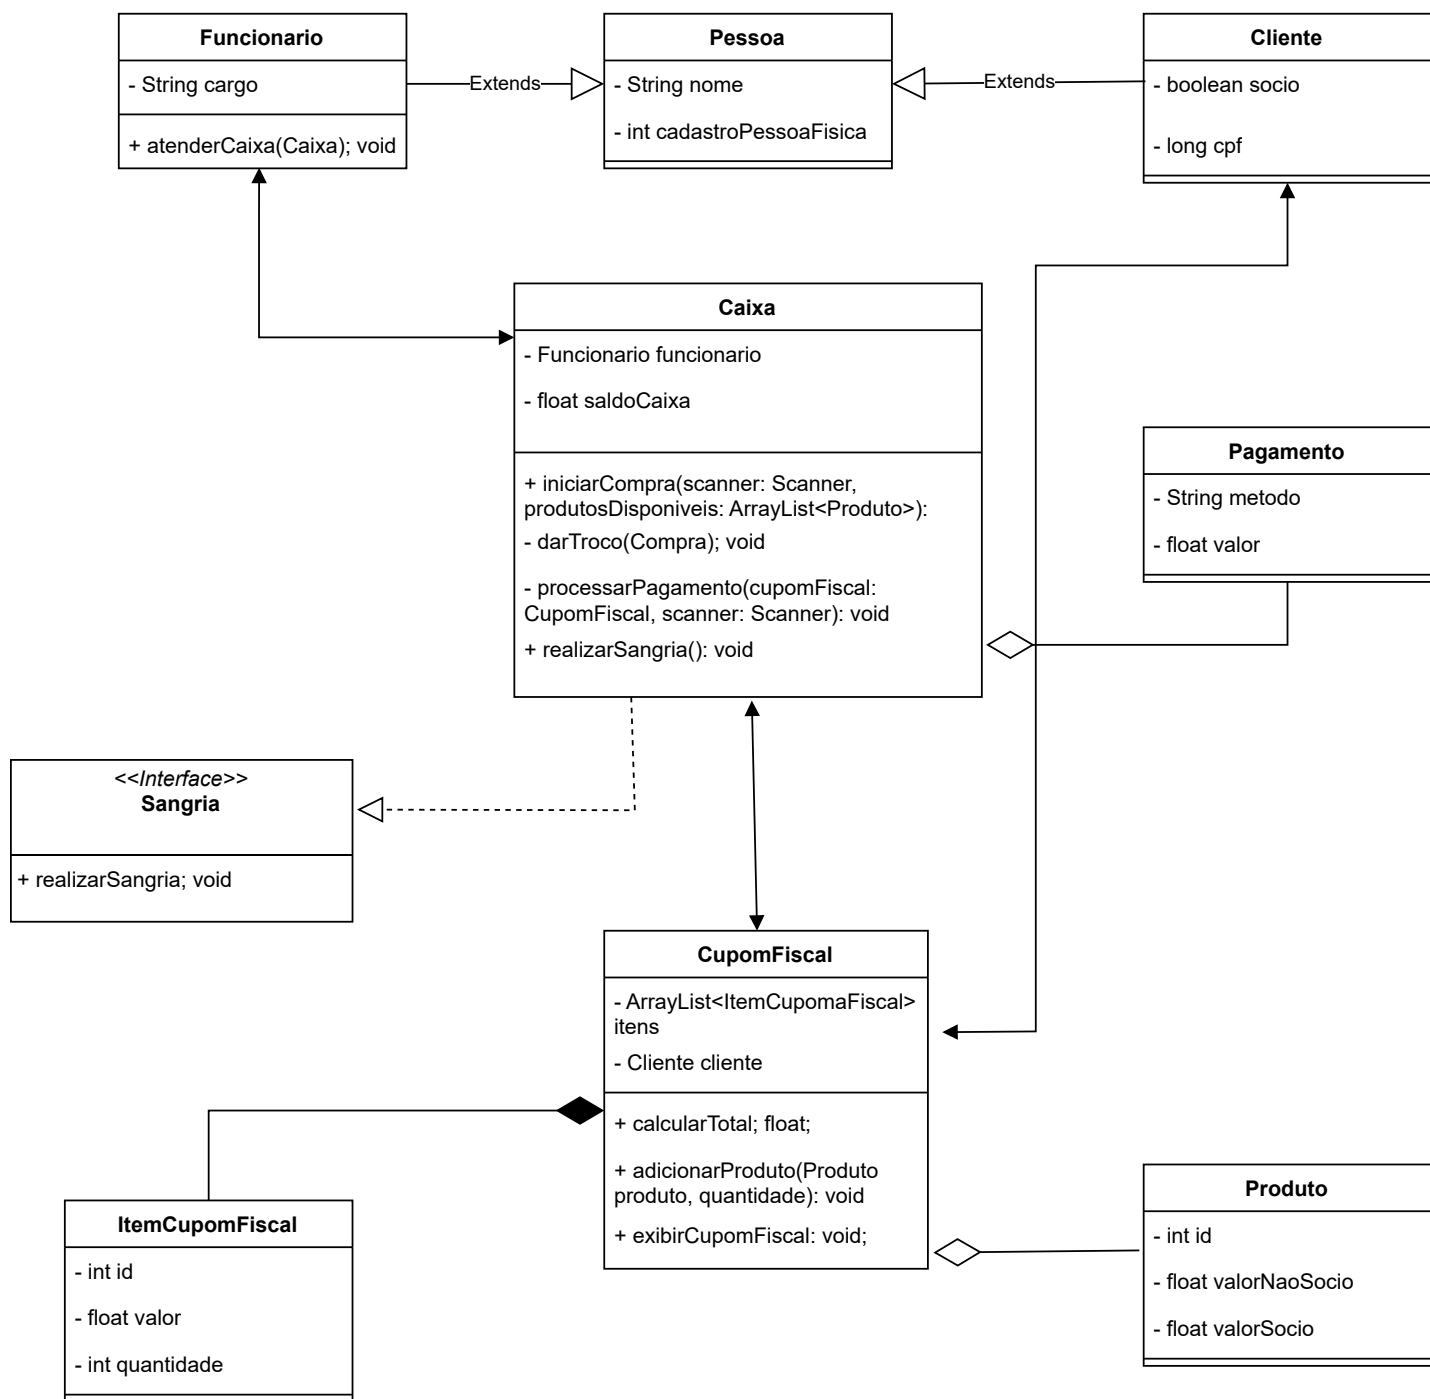 Funcionario
- String cargo
+ atenderCaixa(Caixa); void
Extends
Pessoa
- String nome
- int cadastroPessoaFisica
Extends
Cliente
- boolean socio
- long cpf
Caixa
- Funcionario funcionario
- float saldoCaixa
+ iniciarCompra(scanner: Scanner,
produtosDisponiveis: ArrayList<Produto>):
- darTroco(Compra); void
- processarPagamento(cupomFiscal:
CupomFiscal, scanner: Scanner): void
+ realizarSangria(): void
Pagamento
- String metodo
- float valor
<<Interface>>
Sangria
+ realizarSangria; void
CupomFiscal
- ArrayList<ItemCupomaFiscal>
itens
- Cliente cliente
+ calcularTotal; float;
+ adicionarProduto(Produto
produto, quantidade): void
+ exibirCupomFiscal: void;
ItemCupomFiscal
- int id
- float valor
- int quantidade
Produto
- int id
- float valorNaoSocio
- float valorSocio